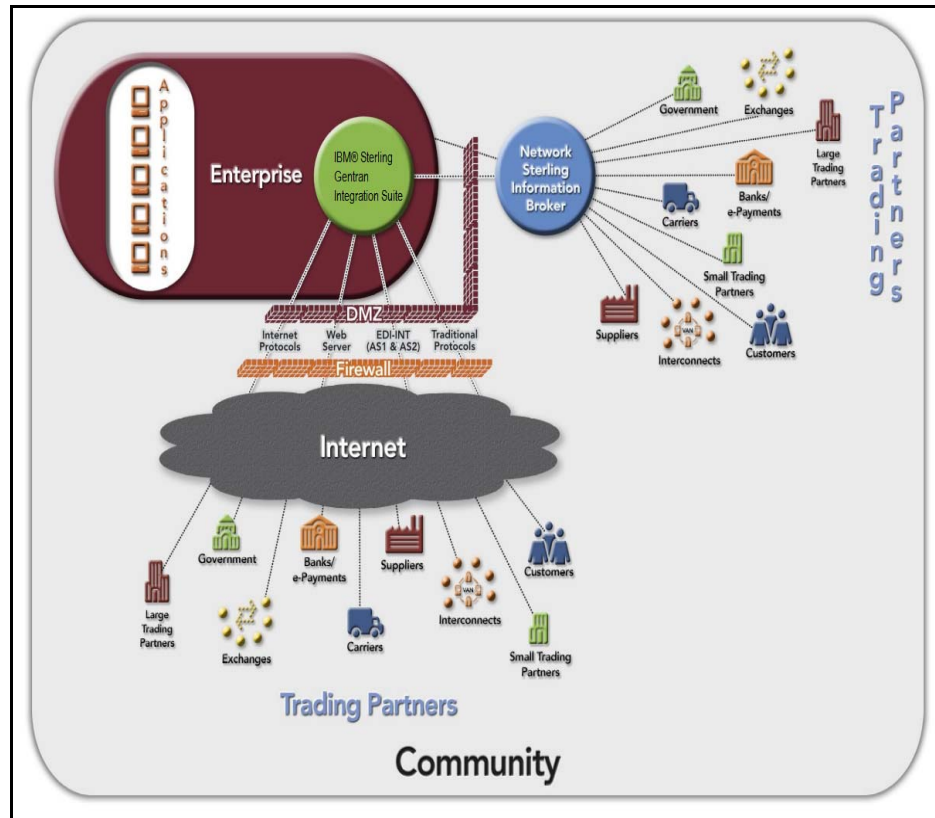 Applications
Enterprise
IBM® Sterling
Gentran
Integration Suite
Network
Sterling
Information
Broker
Government
Exchanges
Large
Trading
Partners
Banks/
e-Payments
Carriers
Small Trading
Partners
Suppliers
VAN
Interconnects
Customers
Trading
Partners
DMZ
Internet
Protocols
Web
Server
EDI-INT
(AS1 & AS2)
Traditional
Protocols
Firewall
Internet
Government
Banks/
e-Payments
Suppliers
Customers
Large
Trading
Partners
Exchanges
Carriers
VAN
Interconnects
Small Trading
Partners
Trading Partners
Community